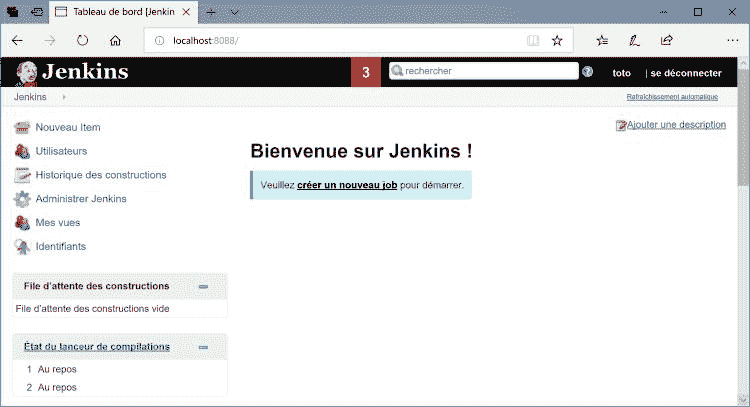 Tableau de bord [Jenkin
localhost:8088/
Jenkins
3
rechercher
toto
| se déconnecter
Jenkins
Rafraîchissement automatique
Nouveau Item
Utilisateurs
Historique des constructions
Administrer Jenkins
Mes vues
Identifiants
Ajouter une description
Bienvenue sur Jenkins !
Veuillez créer un nouveau job pour démarrer.
File d'attente des constructions
File d'attente des constructions vide
État du lanceur de compilations
1 Au repos
2 Au repos